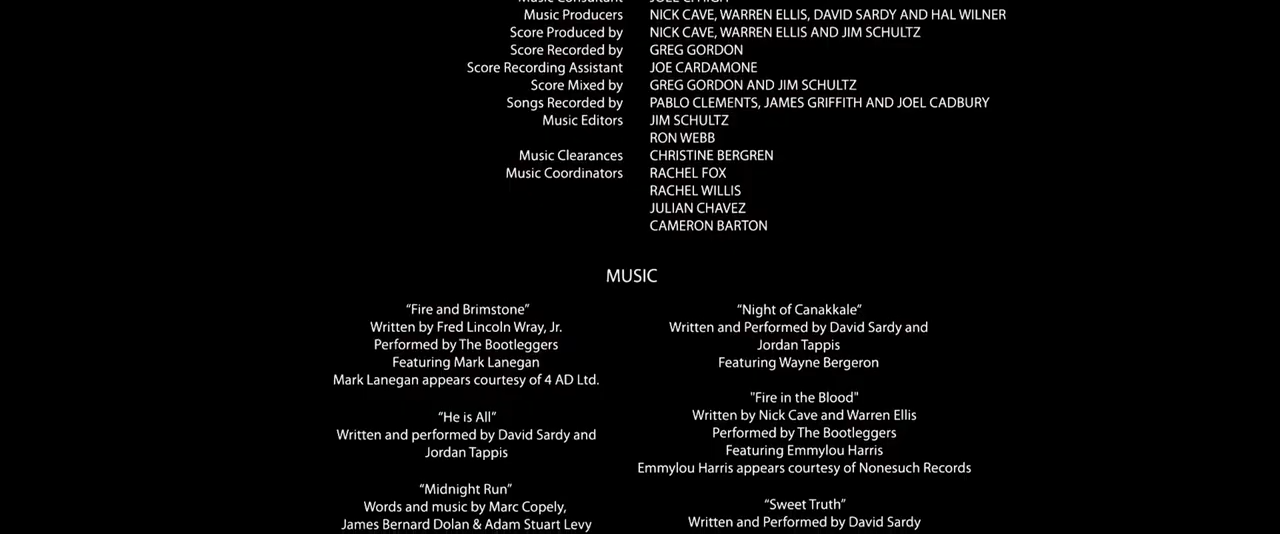 Music Producers NICK CAVE, WARREN ELLIS, DAVID SARDY AND HAL WILNER
Score Produced by NICK CAVE, WARREN ELLIS AND JIM SCHULTZ
Score Recorded by GREG GORDON
Score Recording Assistant JOE CARDAMONE
Score Mixed by GREG GORDON AND JIM SCHULTZ
Songs Recorded by PABLO CLEMENTS, JAMES GRIFFITH AND JOEL CADBURY
Music Editors JIM SCHULTZ
RON WEBB
Music Clearances CHRISTINE BERGREN
Music Coordinators RACHEL FOX
RACHEL WILLIS
JULIAN CHAVEZ
CAMERON BARTON
MUSIC
“Fire and Brimstone”
Written by Fred Lincoln Wray, Jr.
Performed by The Bootleggers
Featuring Mark Lanegan
Mark Lanegan appears courtesy of 4 AD Ltd.
“He is All”
Written and performed by David Sardy and
Jordan Tappis
“Midnight Run”
Words and music by Marc Copely,
James Bernard Dolan & Adam Stuart Levy
“Night of Canakkale”
Written and Performed by David Sardy and
Jordan Tappis
Featuring Wayne Bergeron
"Fire in the Blood"
Written by Nick Cave and Warren Ellis
Performed by The Bootleggers
Featuring Emmylou Harris
Emmylou Harris appears courtesy of Nonesuch Records
“Sweet Truth”
Written and Performed by David Sardy